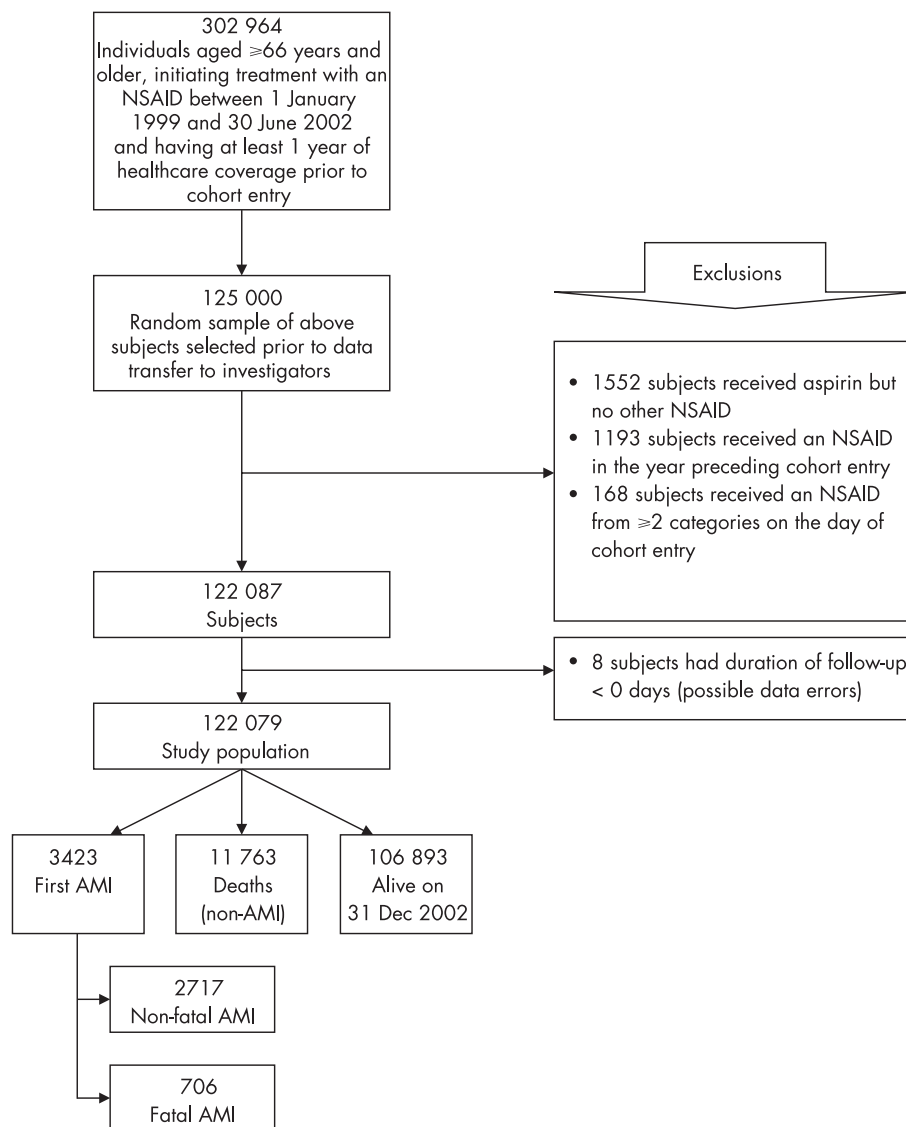 302 964
Individuals aged ≥66 years and
older, initiating treatment with an
NSAID between 1 January
1999 and 30 June 2002
and having at least 1 year of
healthcare coverage prior to
cohort entry
125 000
Random sample of above
subjects selected prior to data
transfer to investigators
Exclusions
• 1552 subjects received aspirin but
no other NSAID
• 1193 subjects received an NSAID
in the year preceding cohort entry
• 168 subjects received an NSAID
from ≥2 categories on the day of
cohort entry
122 087
Subjects
• 8 subjects had duration of follow-up
< 0 days (possible data errors)
122 079
Study population
3423
First AMI
11 763
Deaths
(non-AMI)
106 893
Alive on
31 Dec 2002
2717
Non-fatal AMI
706
Fatal AMI